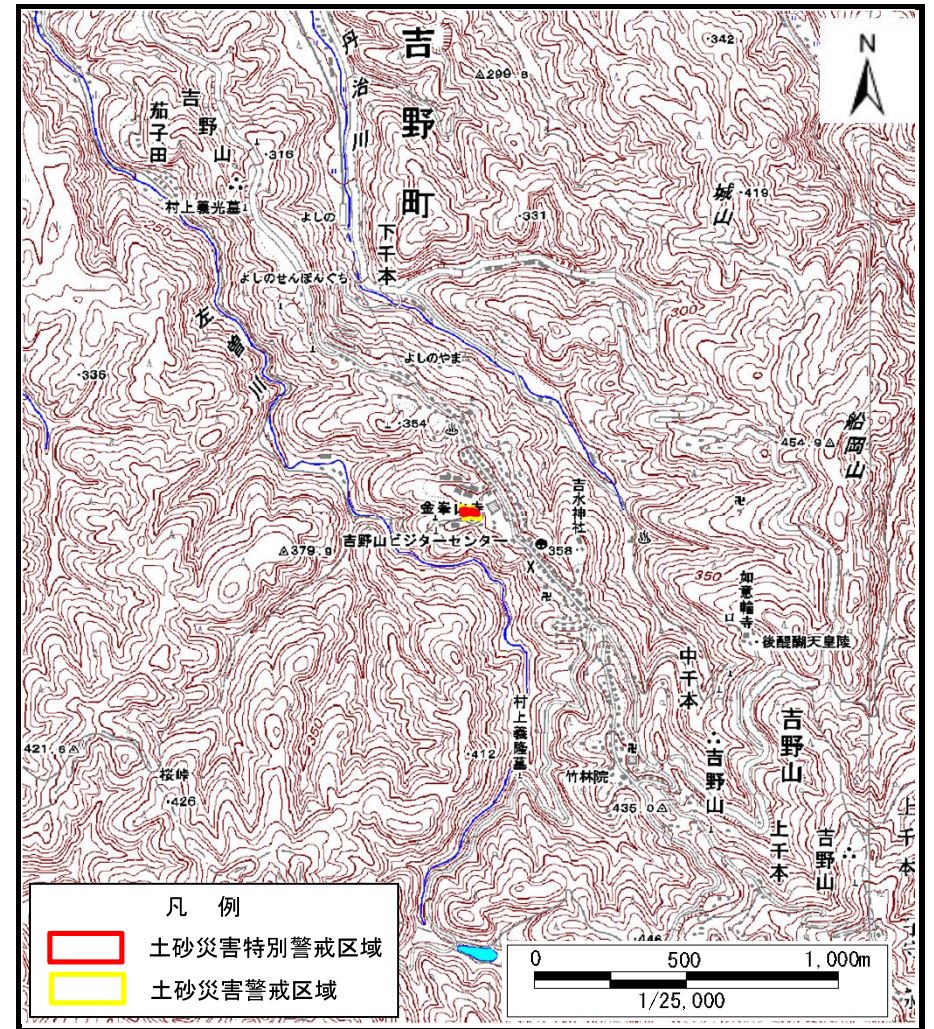 吉野町
丹治川
・342
N
△299.8
茄子田
吉野山
・316
村上義光墓
よしの
下千本
・331
城山
・419
250
よしのせんぼんぐち
300
左曽川
よしのやま
・335
・354
船岡山
454.9△
吉水神社
金峯山寺
吉野山ビジターセンター
358
△379.9
350
如意輪寺
後醍醐天皇陵
中千本
村上義隆墓
吉野山
吉野山
350
421.6△
・412
桜峠
・426
竹林院
435.0△
上千本
吉野山
上千本
・446
凡 例
土砂災害特別警戒区域
土砂災害警戒区域
0 500 1,000m
1/25,000